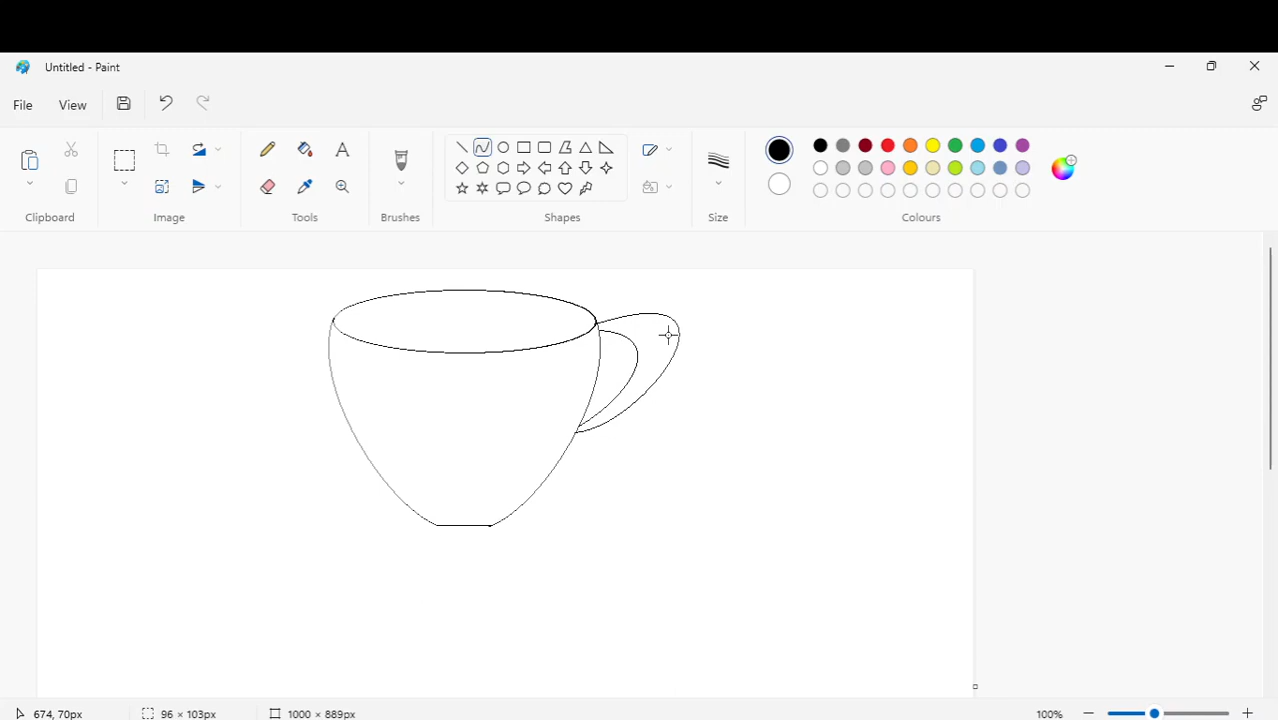 Untitled - Paint
File View
Clipboard Image Tools Brushes Shapes Size Colours
674, 70px 96 × 103px 1000 × 889px 100%